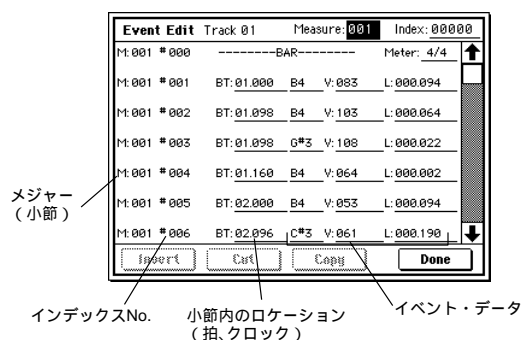 Event Edit Track 01 Measure: 001 Index: 00000
M: 001 #000 --------BAR-------- Meter: 4/4
M: 001 #001 BT: 01.000 B4 V: 083 L: 000.094
M: 001 #002 BT: 01.098 B4 V: 103 L: 000.064
M: 001 #003 BT: 01.098 G#3 V: 108 L: 000.022
M: 001 #004 BT: 01.160 B4 V: 064 L: 000.002
M: 001 #005 BT: 02.000 B4 V: 053 L: 000.094
M: 001 #006 BT: 02.096 C#3 V: 061 L: 000.190
Insert Cut Copy Done
メジャー
（小節）
インデックスNo.
小節内のロケーション
（拍、クロック）
イベント・データ